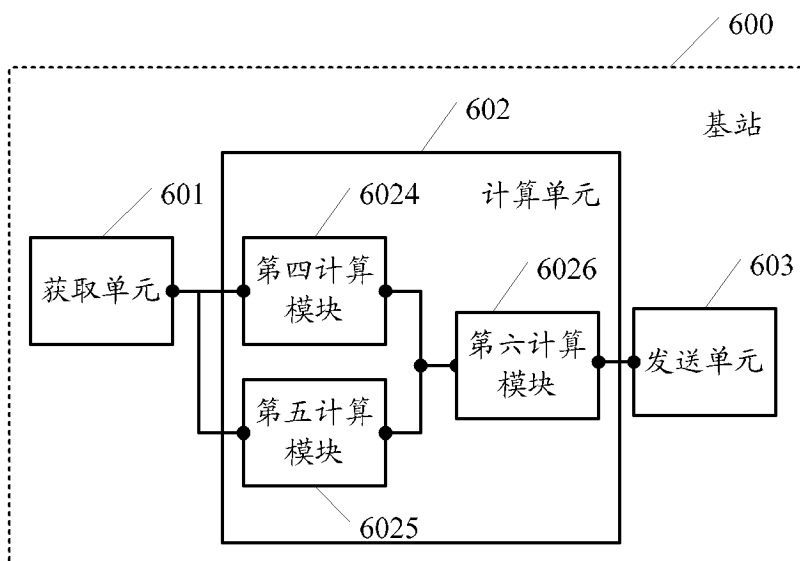 600
基站
602
计算单元
601
获取单元
6024
第四计算
模块
6026
第六计算
模块
603
发送单元
第五计算
模块
6025